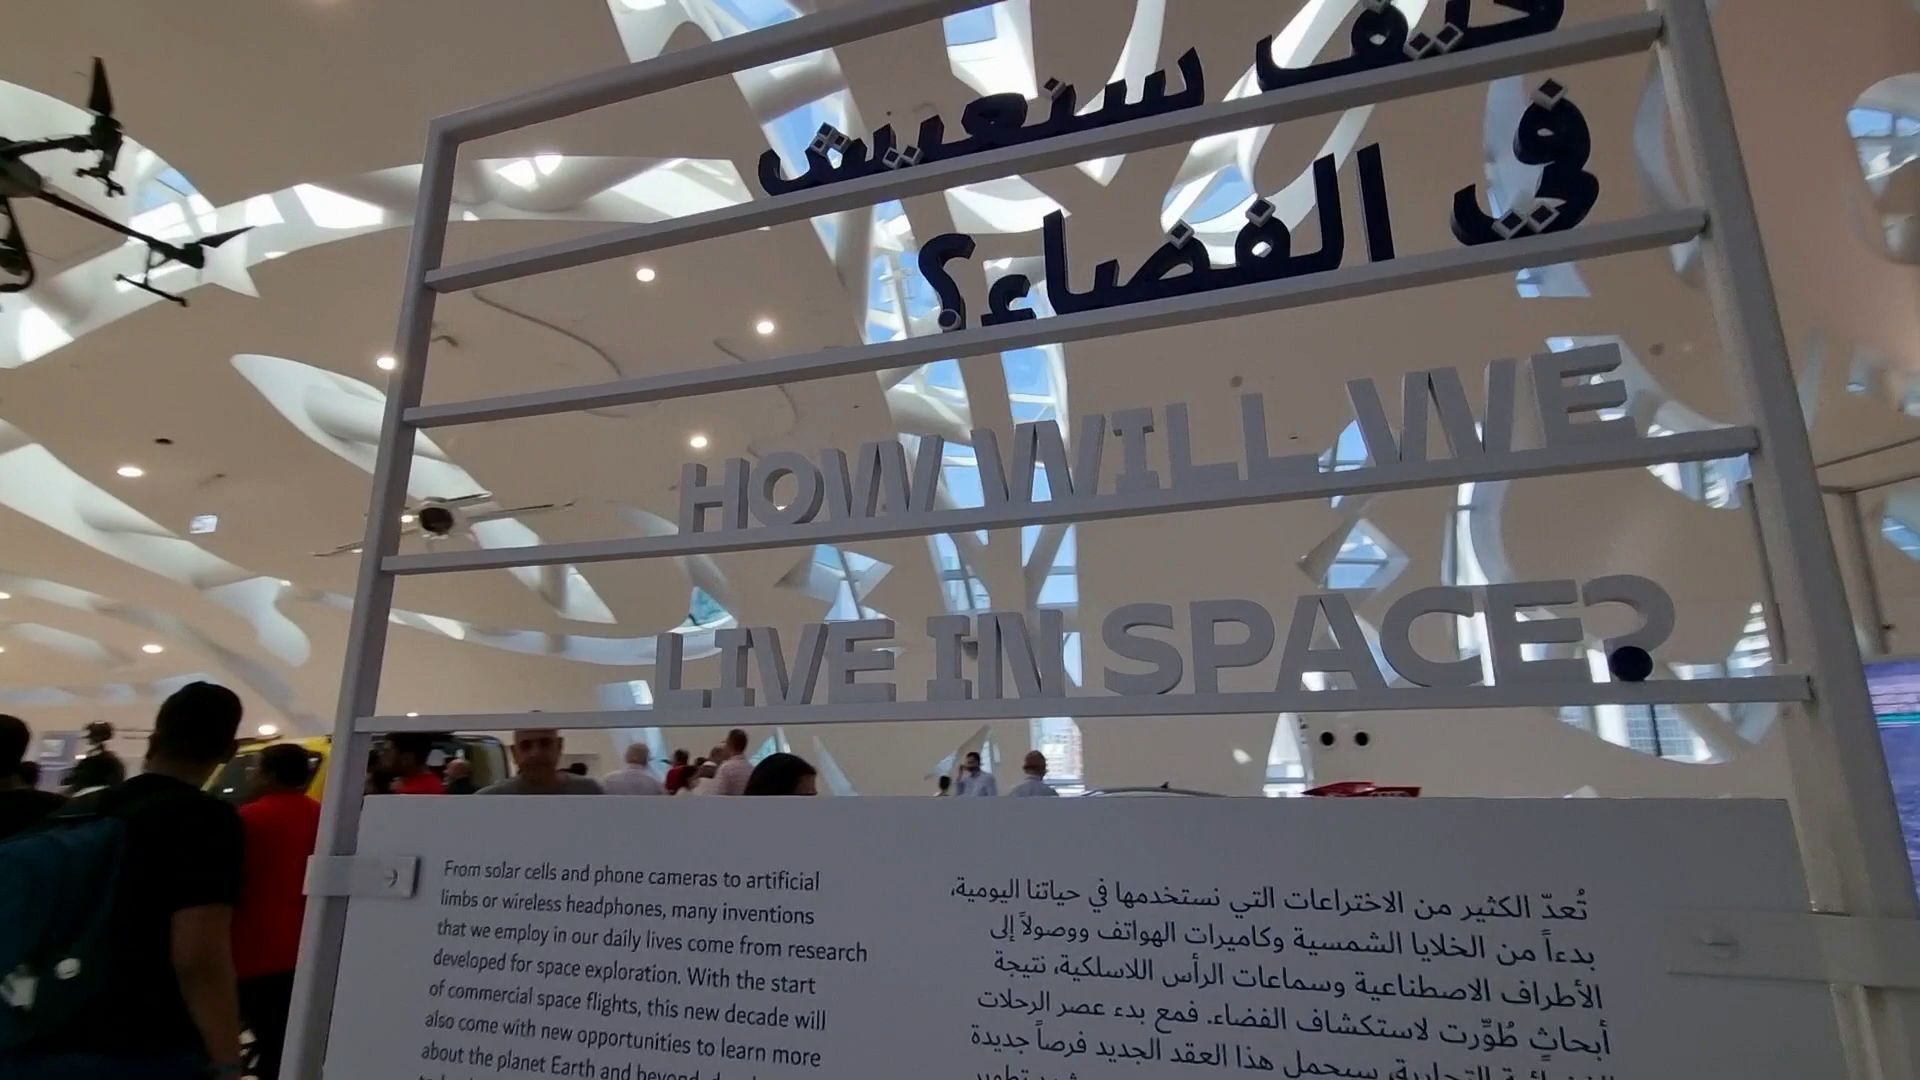 كيف سنعيش
في الفضاء؟
HOW WILL WE
LIVE IN SPACE?
From solar cells and phone cameras to artificial
limbs or wireless headphones, many inventions
that we employ in our daily lives come from research
developed for space exploration. With the start
of commercial space flights, this new decade will
also come with new opportunities to learn more
about the planet Earth and beyond,
تُعدّ الكثير من الاختراعات التي نستخدمها في حياتنا اليومية،
بدءاً من الخلايا الشمسية وكاميرات الهواتف ووصولاً إلى
الأطراف الاصطناعية وسماعات الرأس اللاسلكية، نتيجة
أبحاثٍ طُوِّرت لاستكشاف الفضاء. فمع بدء عصر الرحلات
الفضائية التجارية، سيحمل هذا العقد الجديد فرصاً جديدة